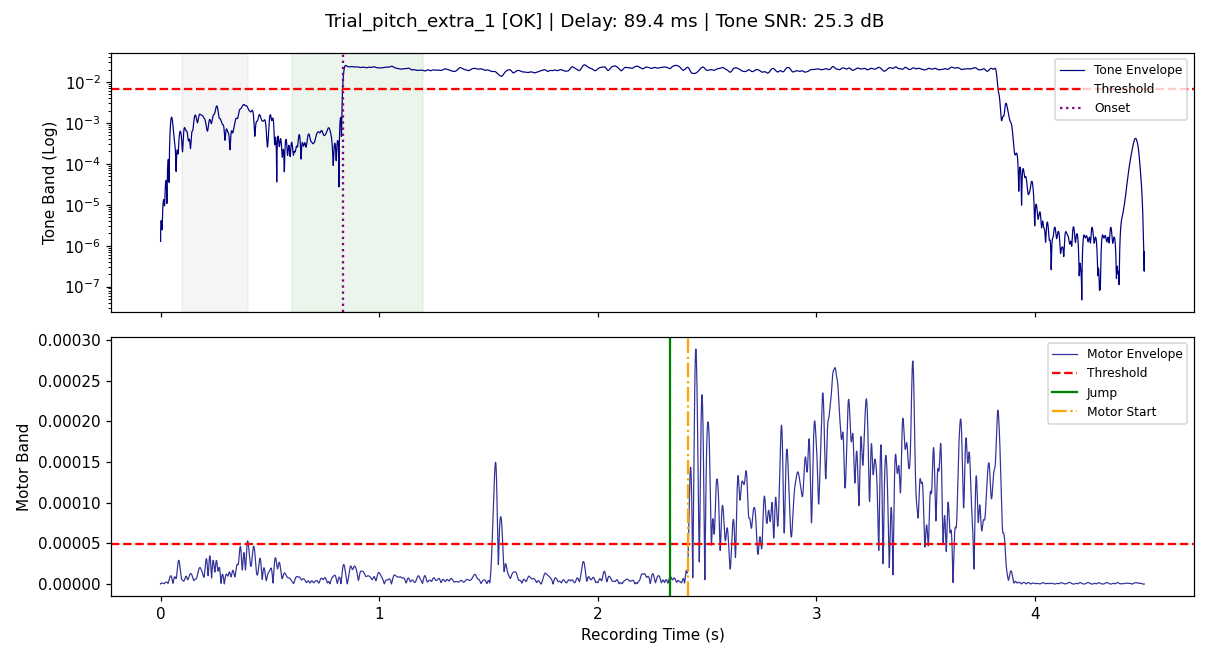 Trial_pitch_extra_1 [OK] | Delay: 89.4 ms | Tone SNR: 25.3 dB
Tone Band (Log)
10⁻²
10⁻³
10⁻⁴
10⁻⁵
10⁻⁶
10⁻⁷
Tone Envelope
Threshold
Onset
Motor Band
0.00030
0.00025
0.00020
0.00015
0.00010
0.00005
0.00000
Motor Envelope
Threshold
Jump
Motor Start
0 1 2 3 4
Recording Time (s)